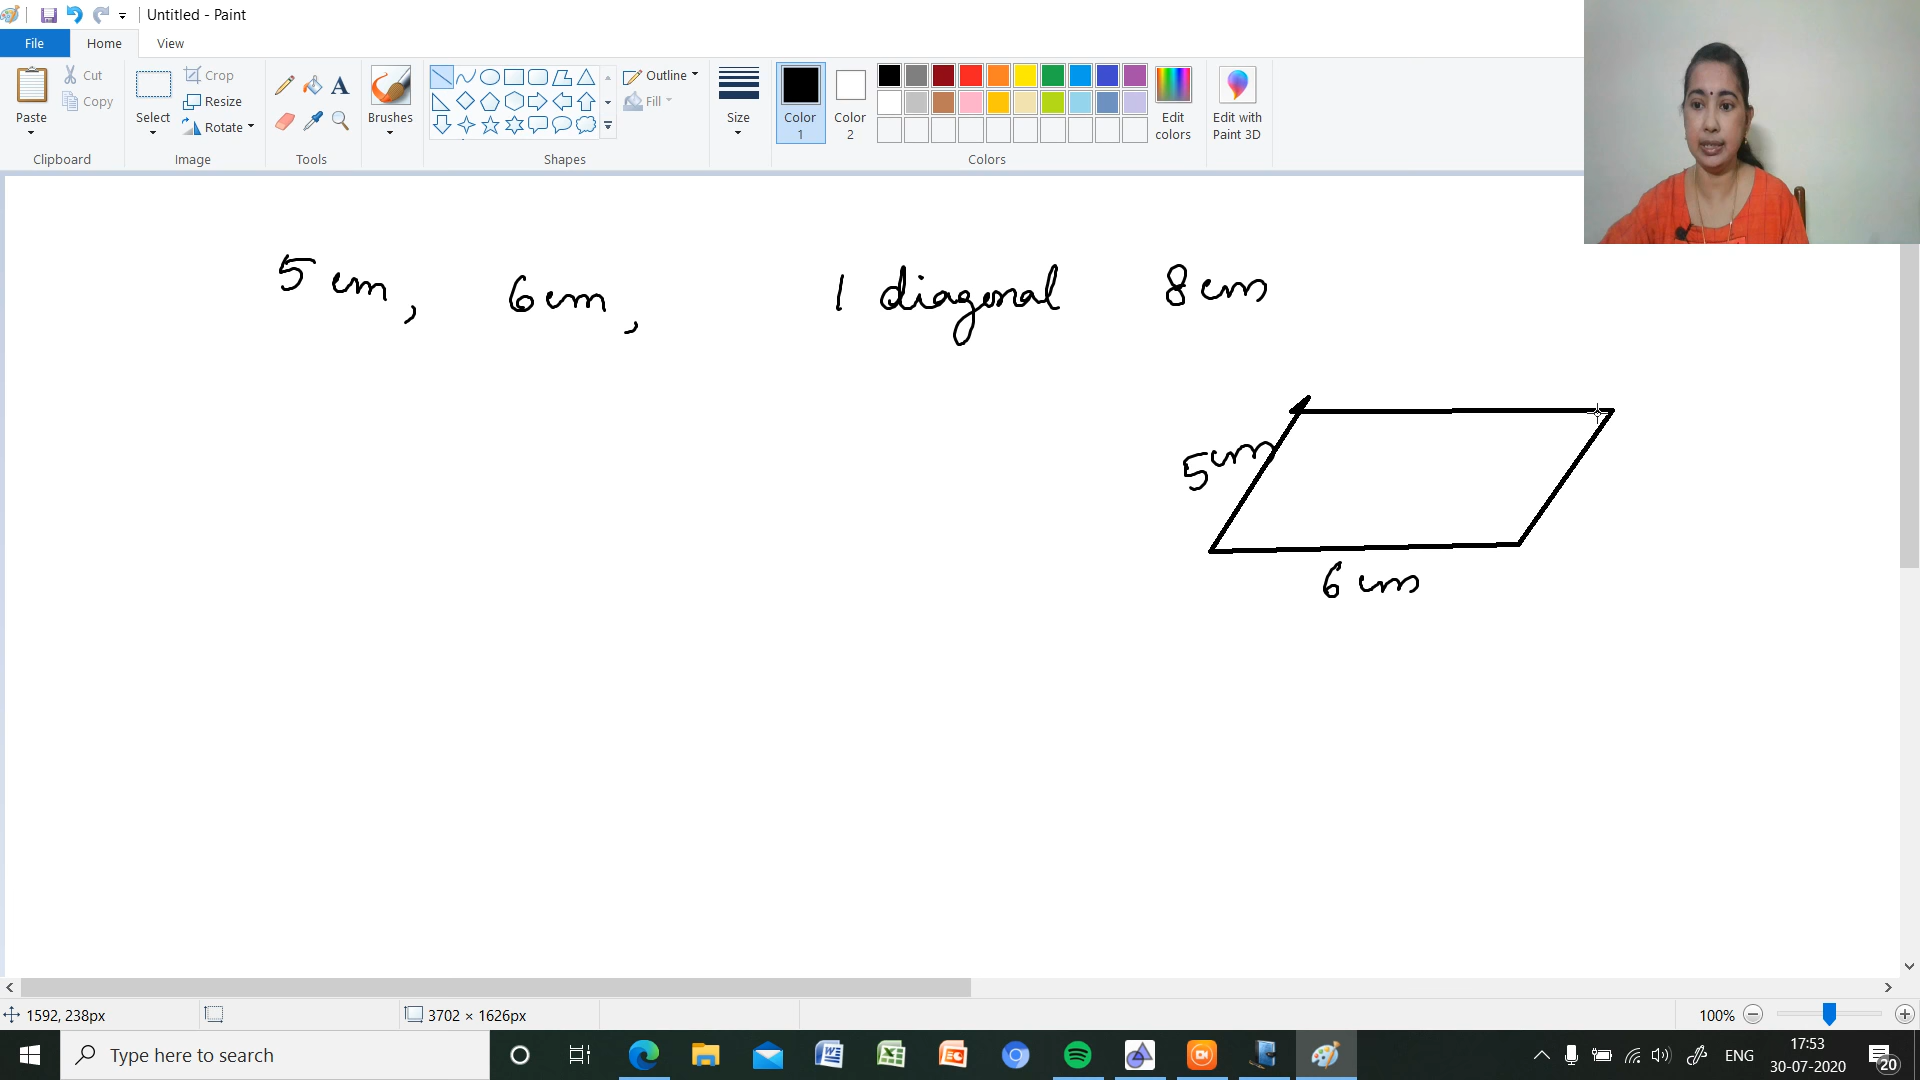 Untitled - Paint
File Home View
Paste Cut Copy Clipboard
Select Crop Resize Rotate Image
Tools
Brushes
Shapes
Outline Fill
Size
Color 1 Color 2
Edit colors
Colors
Edit with Paint 3D
5 cm, 6 cm, 1 diagonal 8 cm
5 cm
6 cm
1592, 238px 3702 × 1626px 100%
Type here to search ENG 17:53 30-07-2020 20